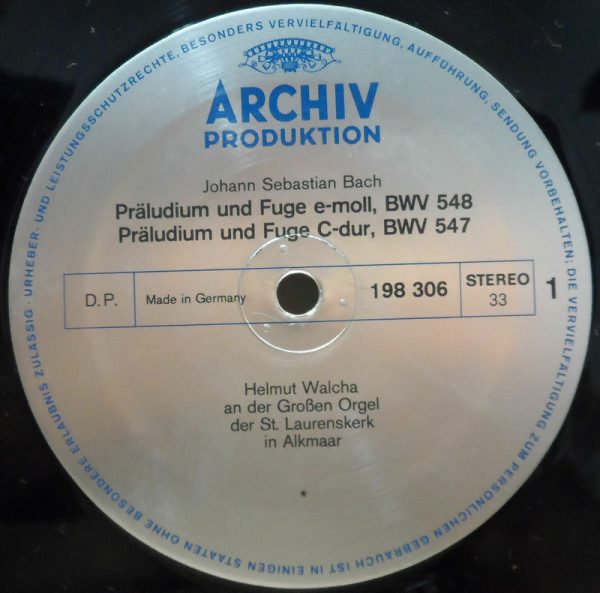 URHEBER- UND LEISTUNGSSCHUTZRECHTE, BESONDERS VERVIELFÄLTIGUNG, AUFFÜHRUNG, SENDUNG VORBEHALTEN; DIE VERVIELFÄLTIGUNG ZUM PERSÖNLICHEN GEBRAUCH IST IN EINIGEN STAATEN OHNE BESONDERE ERLAUBNIS ZULÄSSIG ·
ARCHIV
PRODUKTION
Johann Sebastian Bach
Präludium und Fuge e-moll, BWV 548
Präludium und Fuge C-dur, BWV 547
D.P. Made in Germany 198 306 STEREO 1
33
Helmut Walcha
an der Großen Orgel
der St. Laurenskerk
in Alkmaar
*